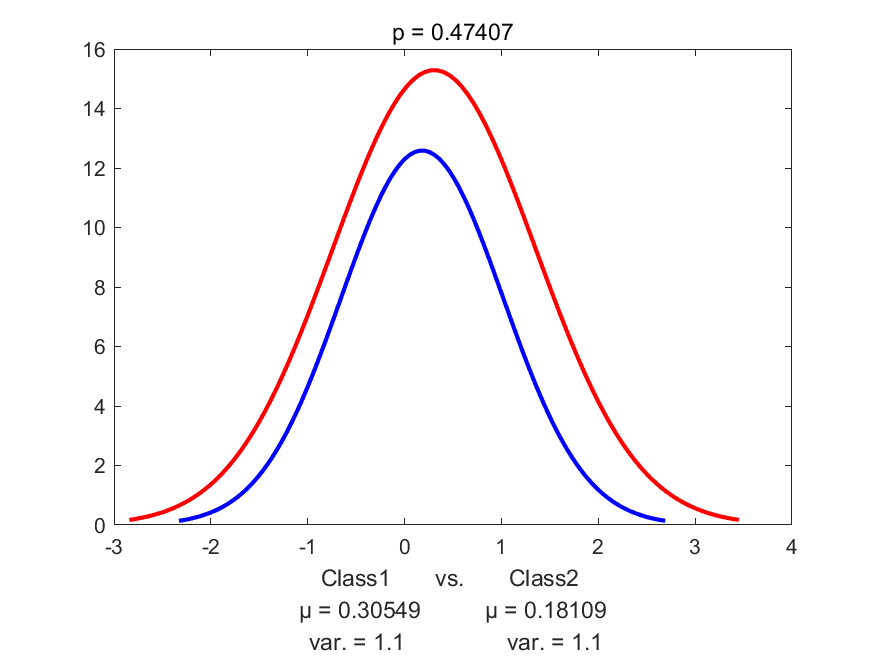 p = 0.47407
16
14
12
10
8
6
4
2
0
-3 -2 -1 0 1 2 3 4
Class1 vs. Class2
μ = 0.30549 μ = 0.18109
var. = 1.1 var. = 1.1